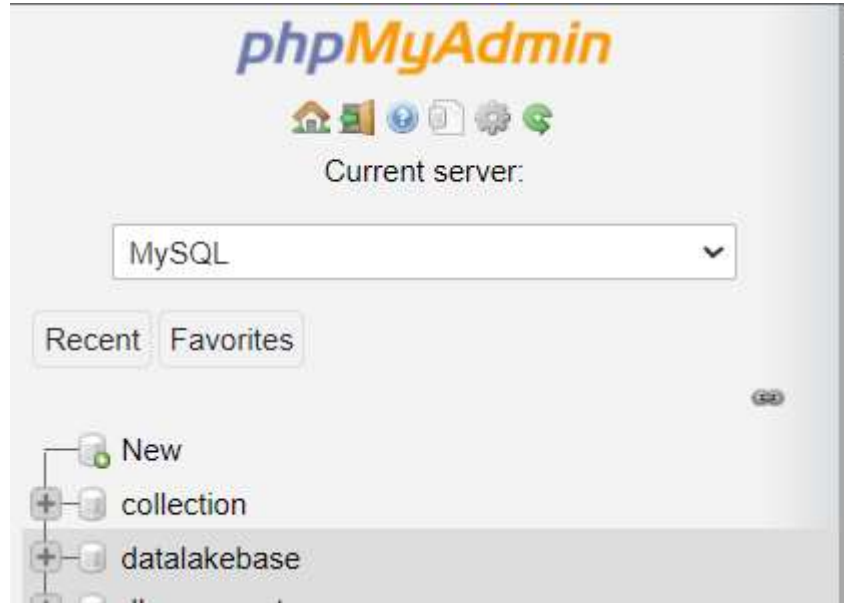 phpMyAdmin
Current server:
MySQL
Recent Favorites
New
collection
datalakebase